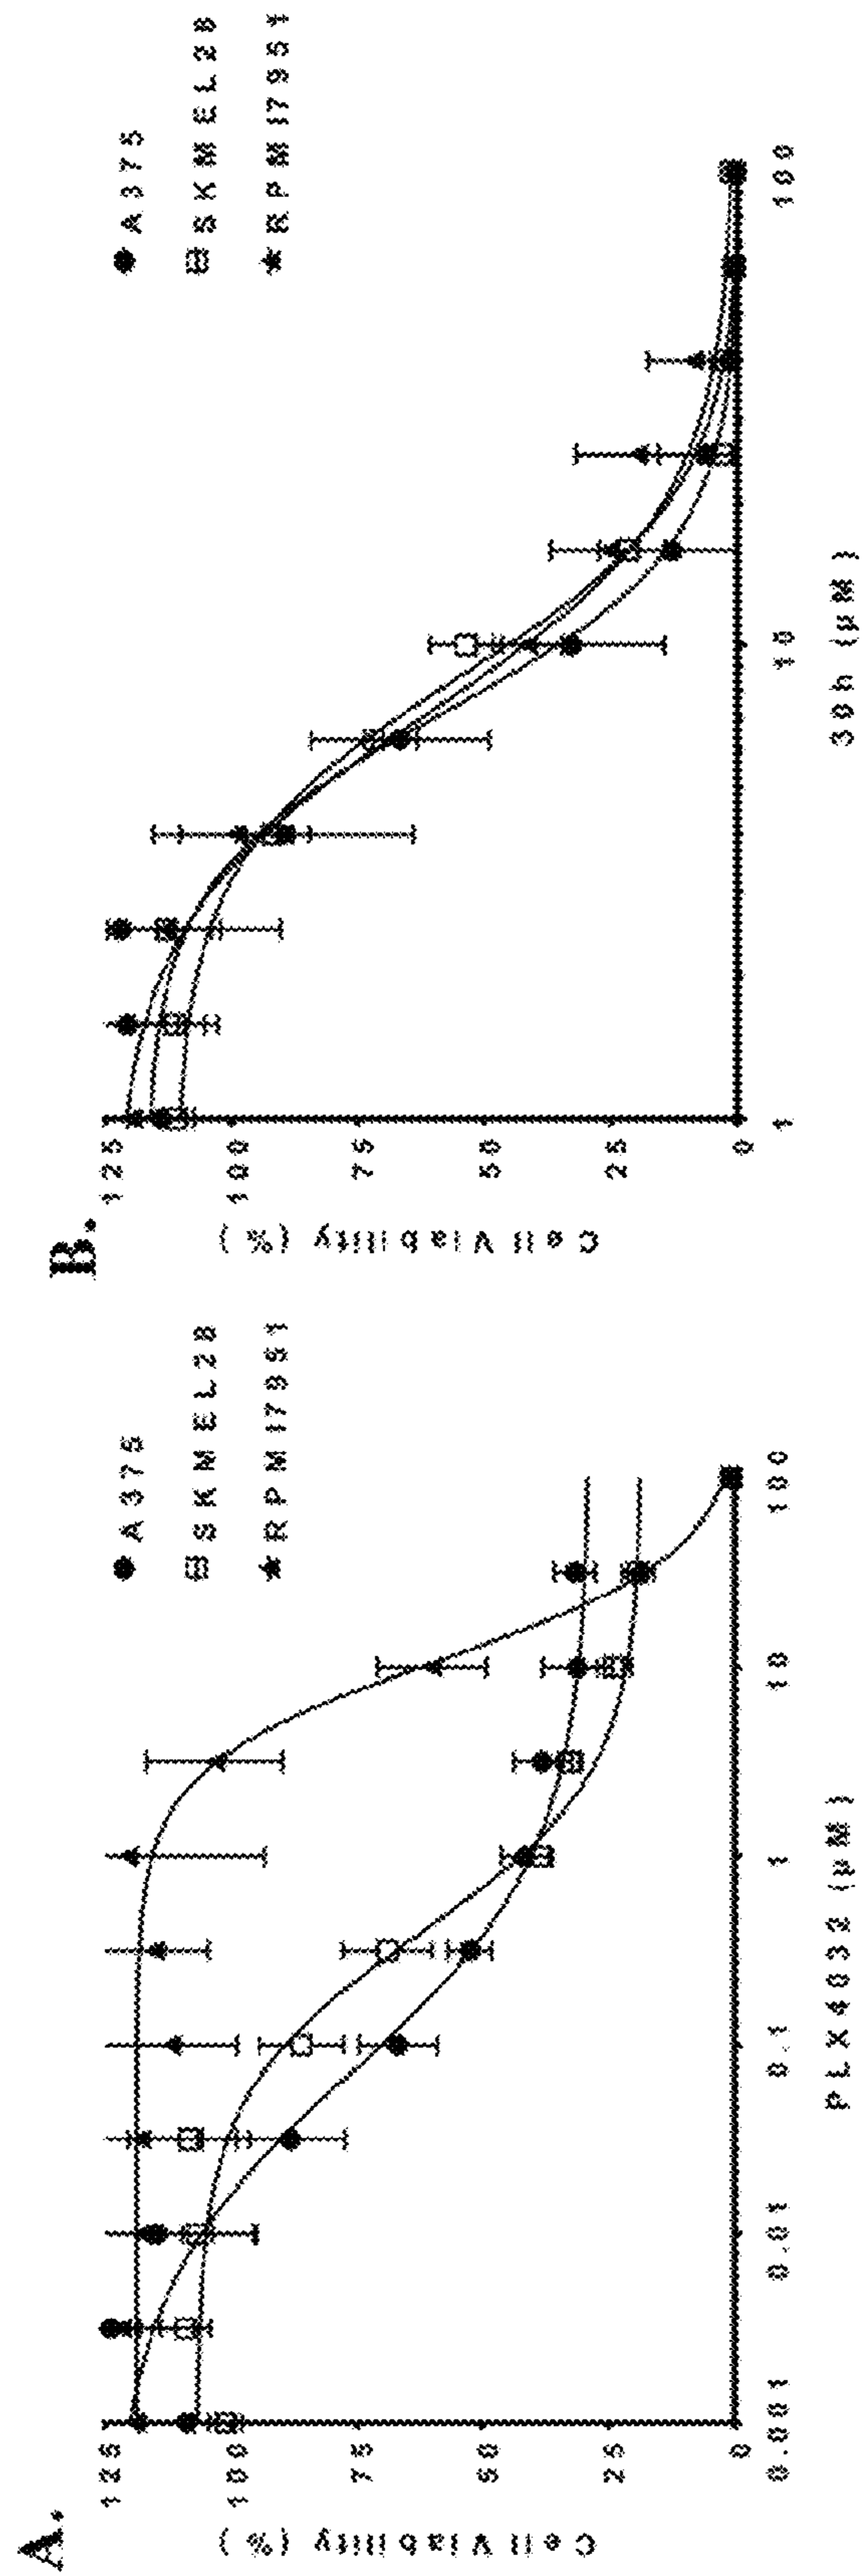 A.
Cell Viability (%)
125
100
75
50
25
0
0.001
0.01
0.1
1
10
100
PLX4032 (µM)
A375
SKMEL28
RPMI7951
B.
Cell Viability (%)
125
100
75
50
25
0
1
10
100
30h (µM)
A375
SKMEL28
RPMI7951